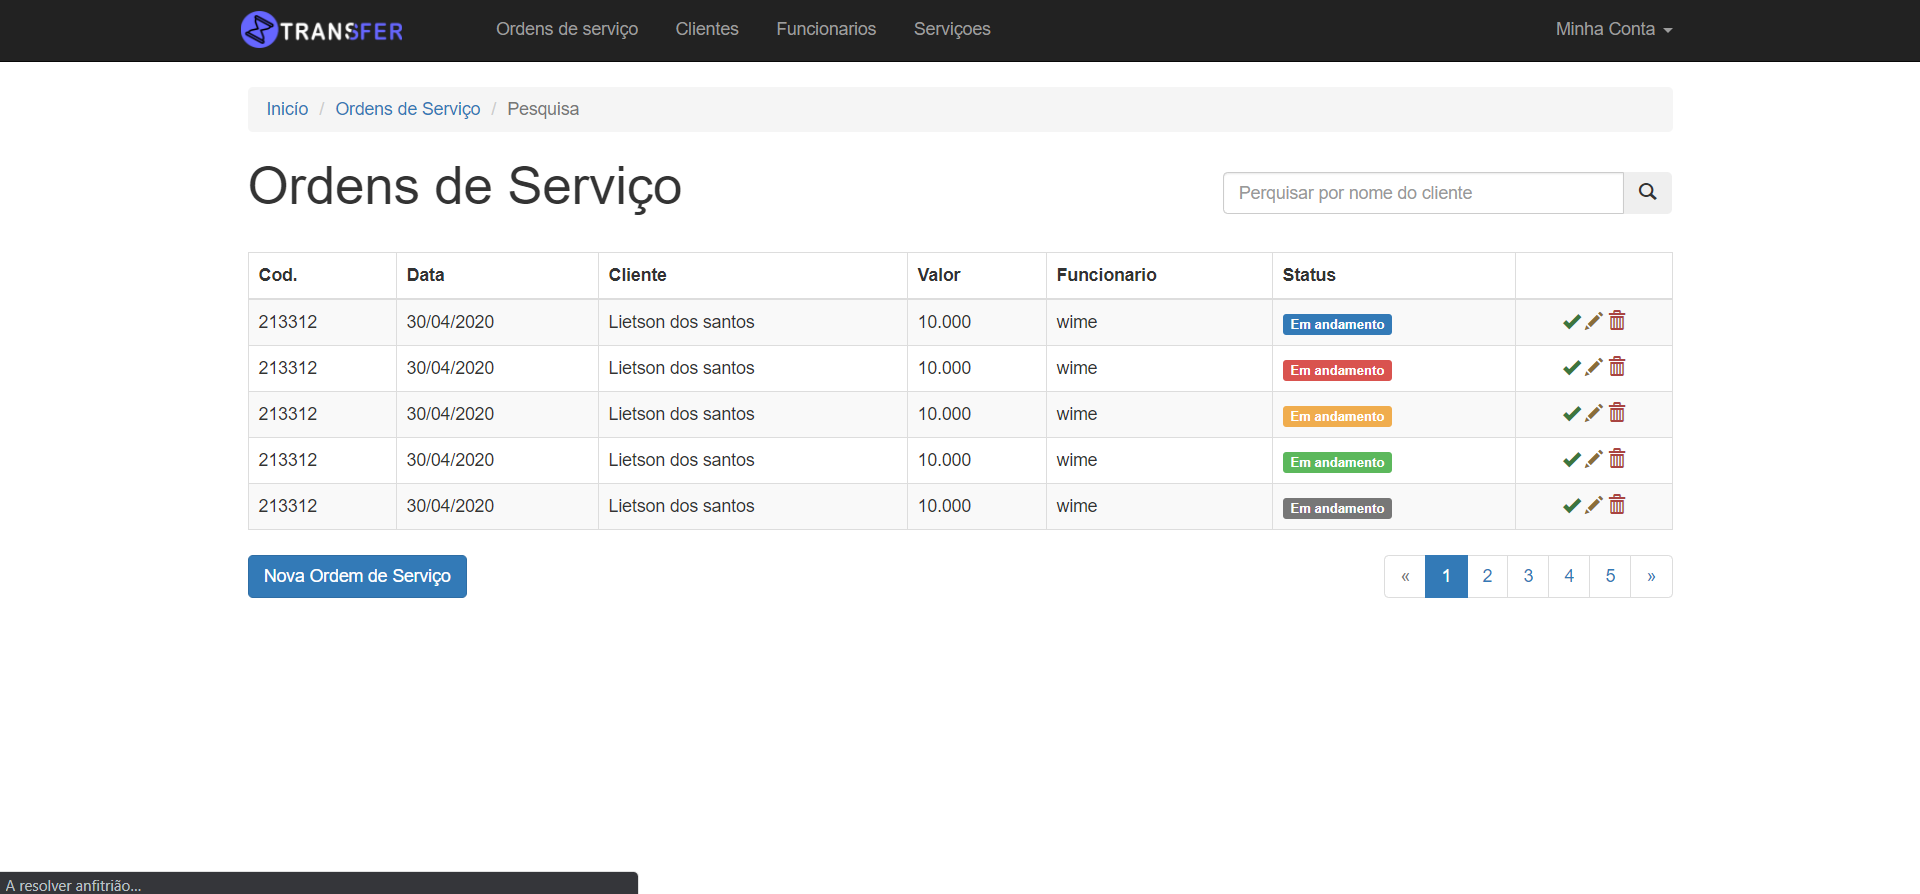 TRANSFER Ordens de serviço Clientes Funcionarios Serviçoes Minha Conta
Inicío / Ordens de Serviço / Pesquisa
Ordens de Serviço
Perquisar por nome do cliente
Cod. Data Cliente Valor Funcionario Status
213312 30/04/2020 Lietson dos santos 10.000 wime Em andamento
213312 30/04/2020 Lietson dos santos 10.000 wime Em andamento
213312 30/04/2020 Lietson dos santos 10.000 wime Em andamento
213312 30/04/2020 Lietson dos santos 10.000 wime Em andamento
213312 30/04/2020 Lietson dos santos 10.000 wime Em andamento
Nova Ordem de Serviço « 1 2 3 4 5 »
A resolver anfitrião...